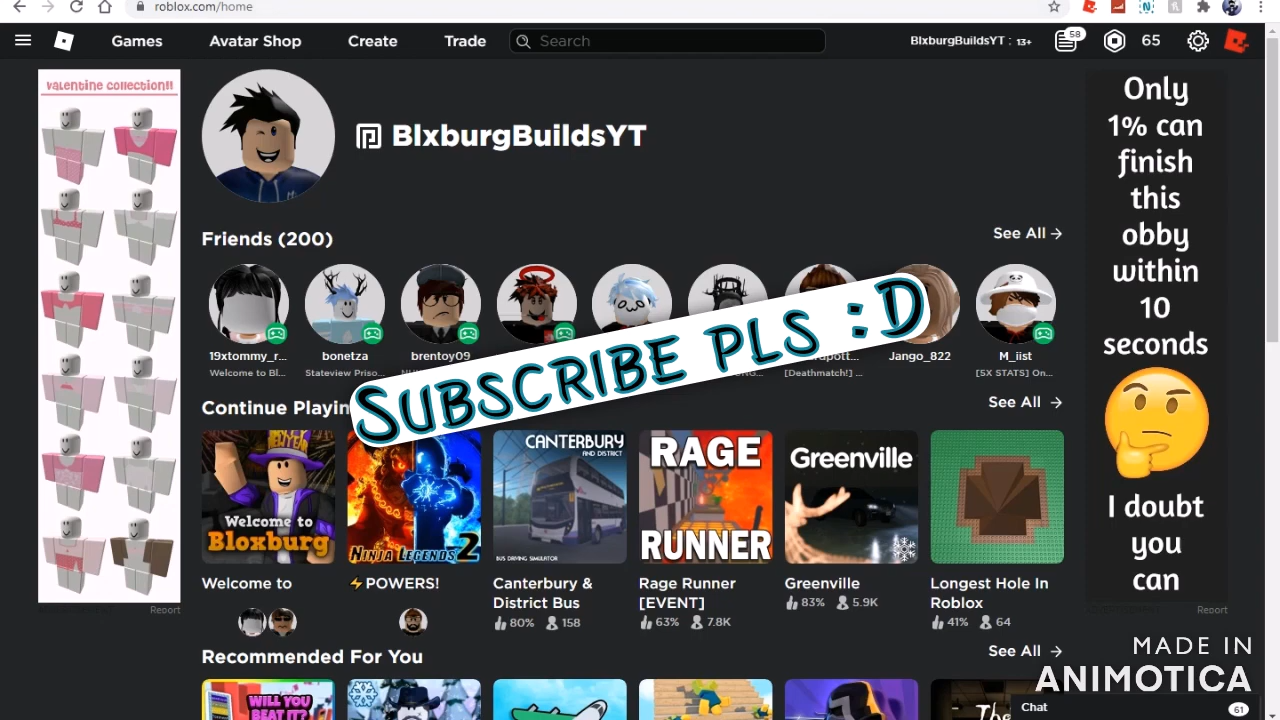 roblox.com/home
Games
Avatar Shop
Create
Trade
Search
BlxburgBuildsYT : 13+
58
65
valentine collection!!
BlxburgBuildsYT
Only
1% can
finish
this
obby
within
10
seconds
I doubt
you
can
Friends (200)
See All →
19xtommy_r...
bonetza
brentoy09
Jango_822
M_iist
Welcome to Bl...
Stateview Priso...
[Deathmatch!] ...
[5X STATS] On...
SUBSCRIBE PLS :D
Continue Playin
See All →
Welcome to
Bloxburg
NINJA LEGENDS 2
CANTERBURY
AND DISTRICT
BUS DRIVING SIMULATOR
RAGE
RUNNER
Greenville
Welcome to
⚡POWERS!
Canterbury &
District Bus
80% 158
Rage Runner
[EVENT]
63% 7.8K
Greenville
83% 5.9K
Longest Hole In
Roblox
41% 64
Report
Report
Recommended For You
See All →
WILL YOU
BEAT IT?
The
MADE IN
ANIMOTICA
Chat
61